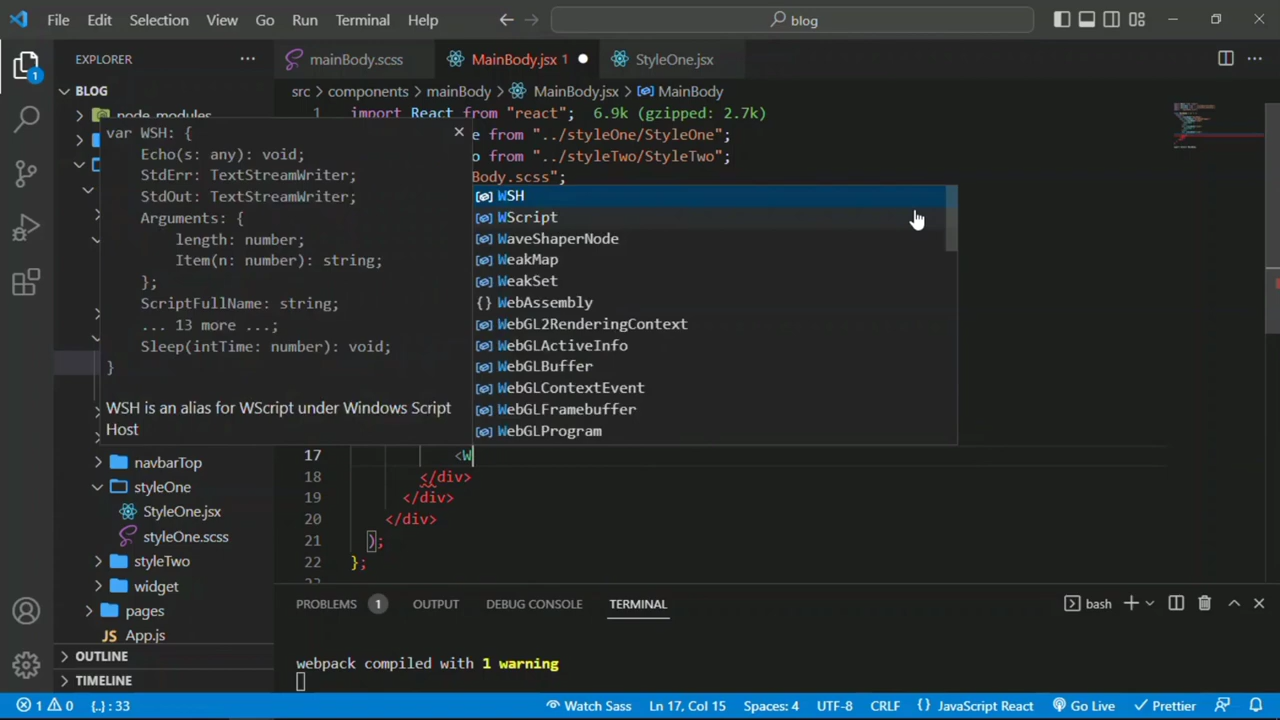 File Edit Selection View Go Run Terminal Help
blog
EXPLORER
mainBody.scss
MainBody.jsx 1
StyleOne.jsx
1
BLOG
src > components > mainBody > MainBody.jsx > MainBody
node_modules
1 import React from "react"; 6.9k (gzipped: 2.7k)
e from "../styleOne/StyleOne";
o from "../styleTwo/StyleTwo";
Body.scss";
var WSH: {
Echo(s: any): void;
StdErr: TextStreamWriter;
StdOut: TextStreamWriter;
Arguments: {
length: number;
Item(n: number): string;
};
ScriptFullName: string;
... 13 more ...;
Sleep(intTime: number): void;
}
WSH is an alias for WScript under Windows Script
Host
WSH
WScript
WaveShaperNode
WeakMap
WeakSet
WebAssembly
WebGL2RenderingContext
WebGLActiveInfo
WebGLBuffer
WebGLContextEvent
WebGLFramebuffer
WebGLProgram
17 <W
18 </div>
19 </div>
20 </div>
21 );
22 };
navbarTop
styleOne
StyleOne.jsx
styleOne.scss
styleTwo
widget
pages
App.js
OUTLINE
TIMELINE
PROBLEMS 1 OUTPUT DEBUG CONSOLE TERMINAL
bash
webpack compiled with 1 warning
1 0 {..} : 33
Watch Sass Ln 17, Col 15 Spaces: 4 UTF-8 CRLF {} JavaScript React Go Live Prettier